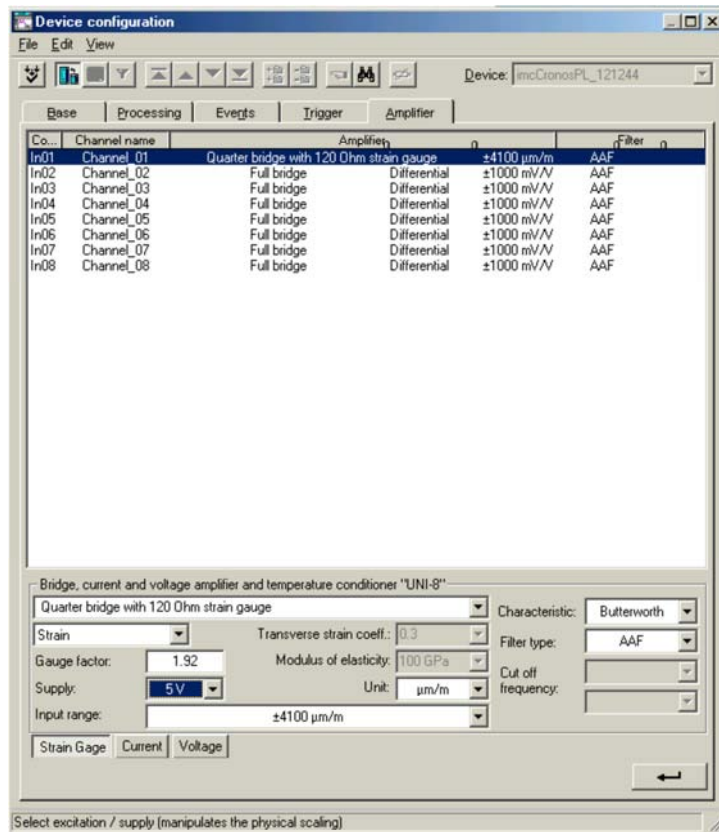 Device configuration
File Edit View
Device: imcCronosPL_121244
Base Processing Events Trigger Amplifier
Co... Channel name Amplifier Filter
In01 Channel_01 Quarter bridge with 120 Ohm strain gauge ±4100 µm/m AAF
In02 Channel_02 Full bridge Differential ±1000 mV/V AAF
In03 Channel_03 Full bridge Differential ±1000 mV/V AAF
In04 Channel_04 Full bridge Differential ±1000 mV/V AAF
In05 Channel_05 Full bridge Differential ±1000 mV/V AAF
In06 Channel_06 Full bridge Differential ±1000 mV/V AAF
In07 Channel_07 Full bridge Differential ±1000 mV/V AAF
In08 Channel_08 Full bridge Differential ±1000 mV/V AAF
Bridge, current and voltage amplifier and temperature conditioner "UNI-8"
Quarter bridge with 120 Ohm strain gauge
Characteristic: Butterworth
Strain Transverse strain coeff.: 0.3
Filter type: AAF
Gauge factor: 1.92 Modulus of elasticity: 100 GPa
Cut off frequency:
Supply: 5 V Unit: µm/m
Input range: ±4100 µm/m
Strain Gage Current Voltage
Select excitation / supply (manipulates the physical scaling)